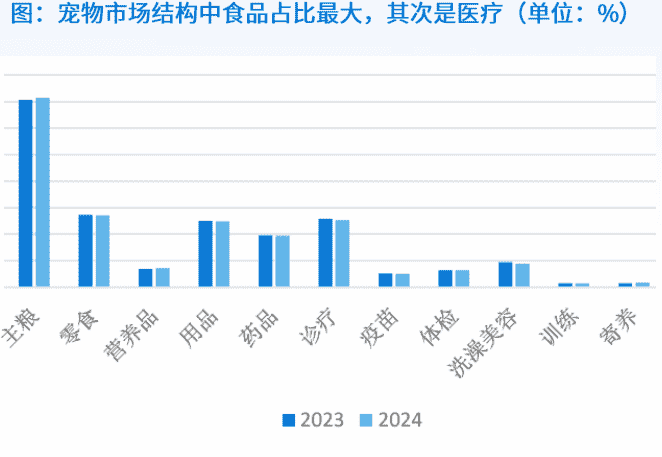 图：宠物市场结构中食品占比最大，其次是医疗（单位：%）
主粮
零食
营养品
用品
药品
诊疗
疫苗
体检
洗澡美容
训练
寄养
2023 2024